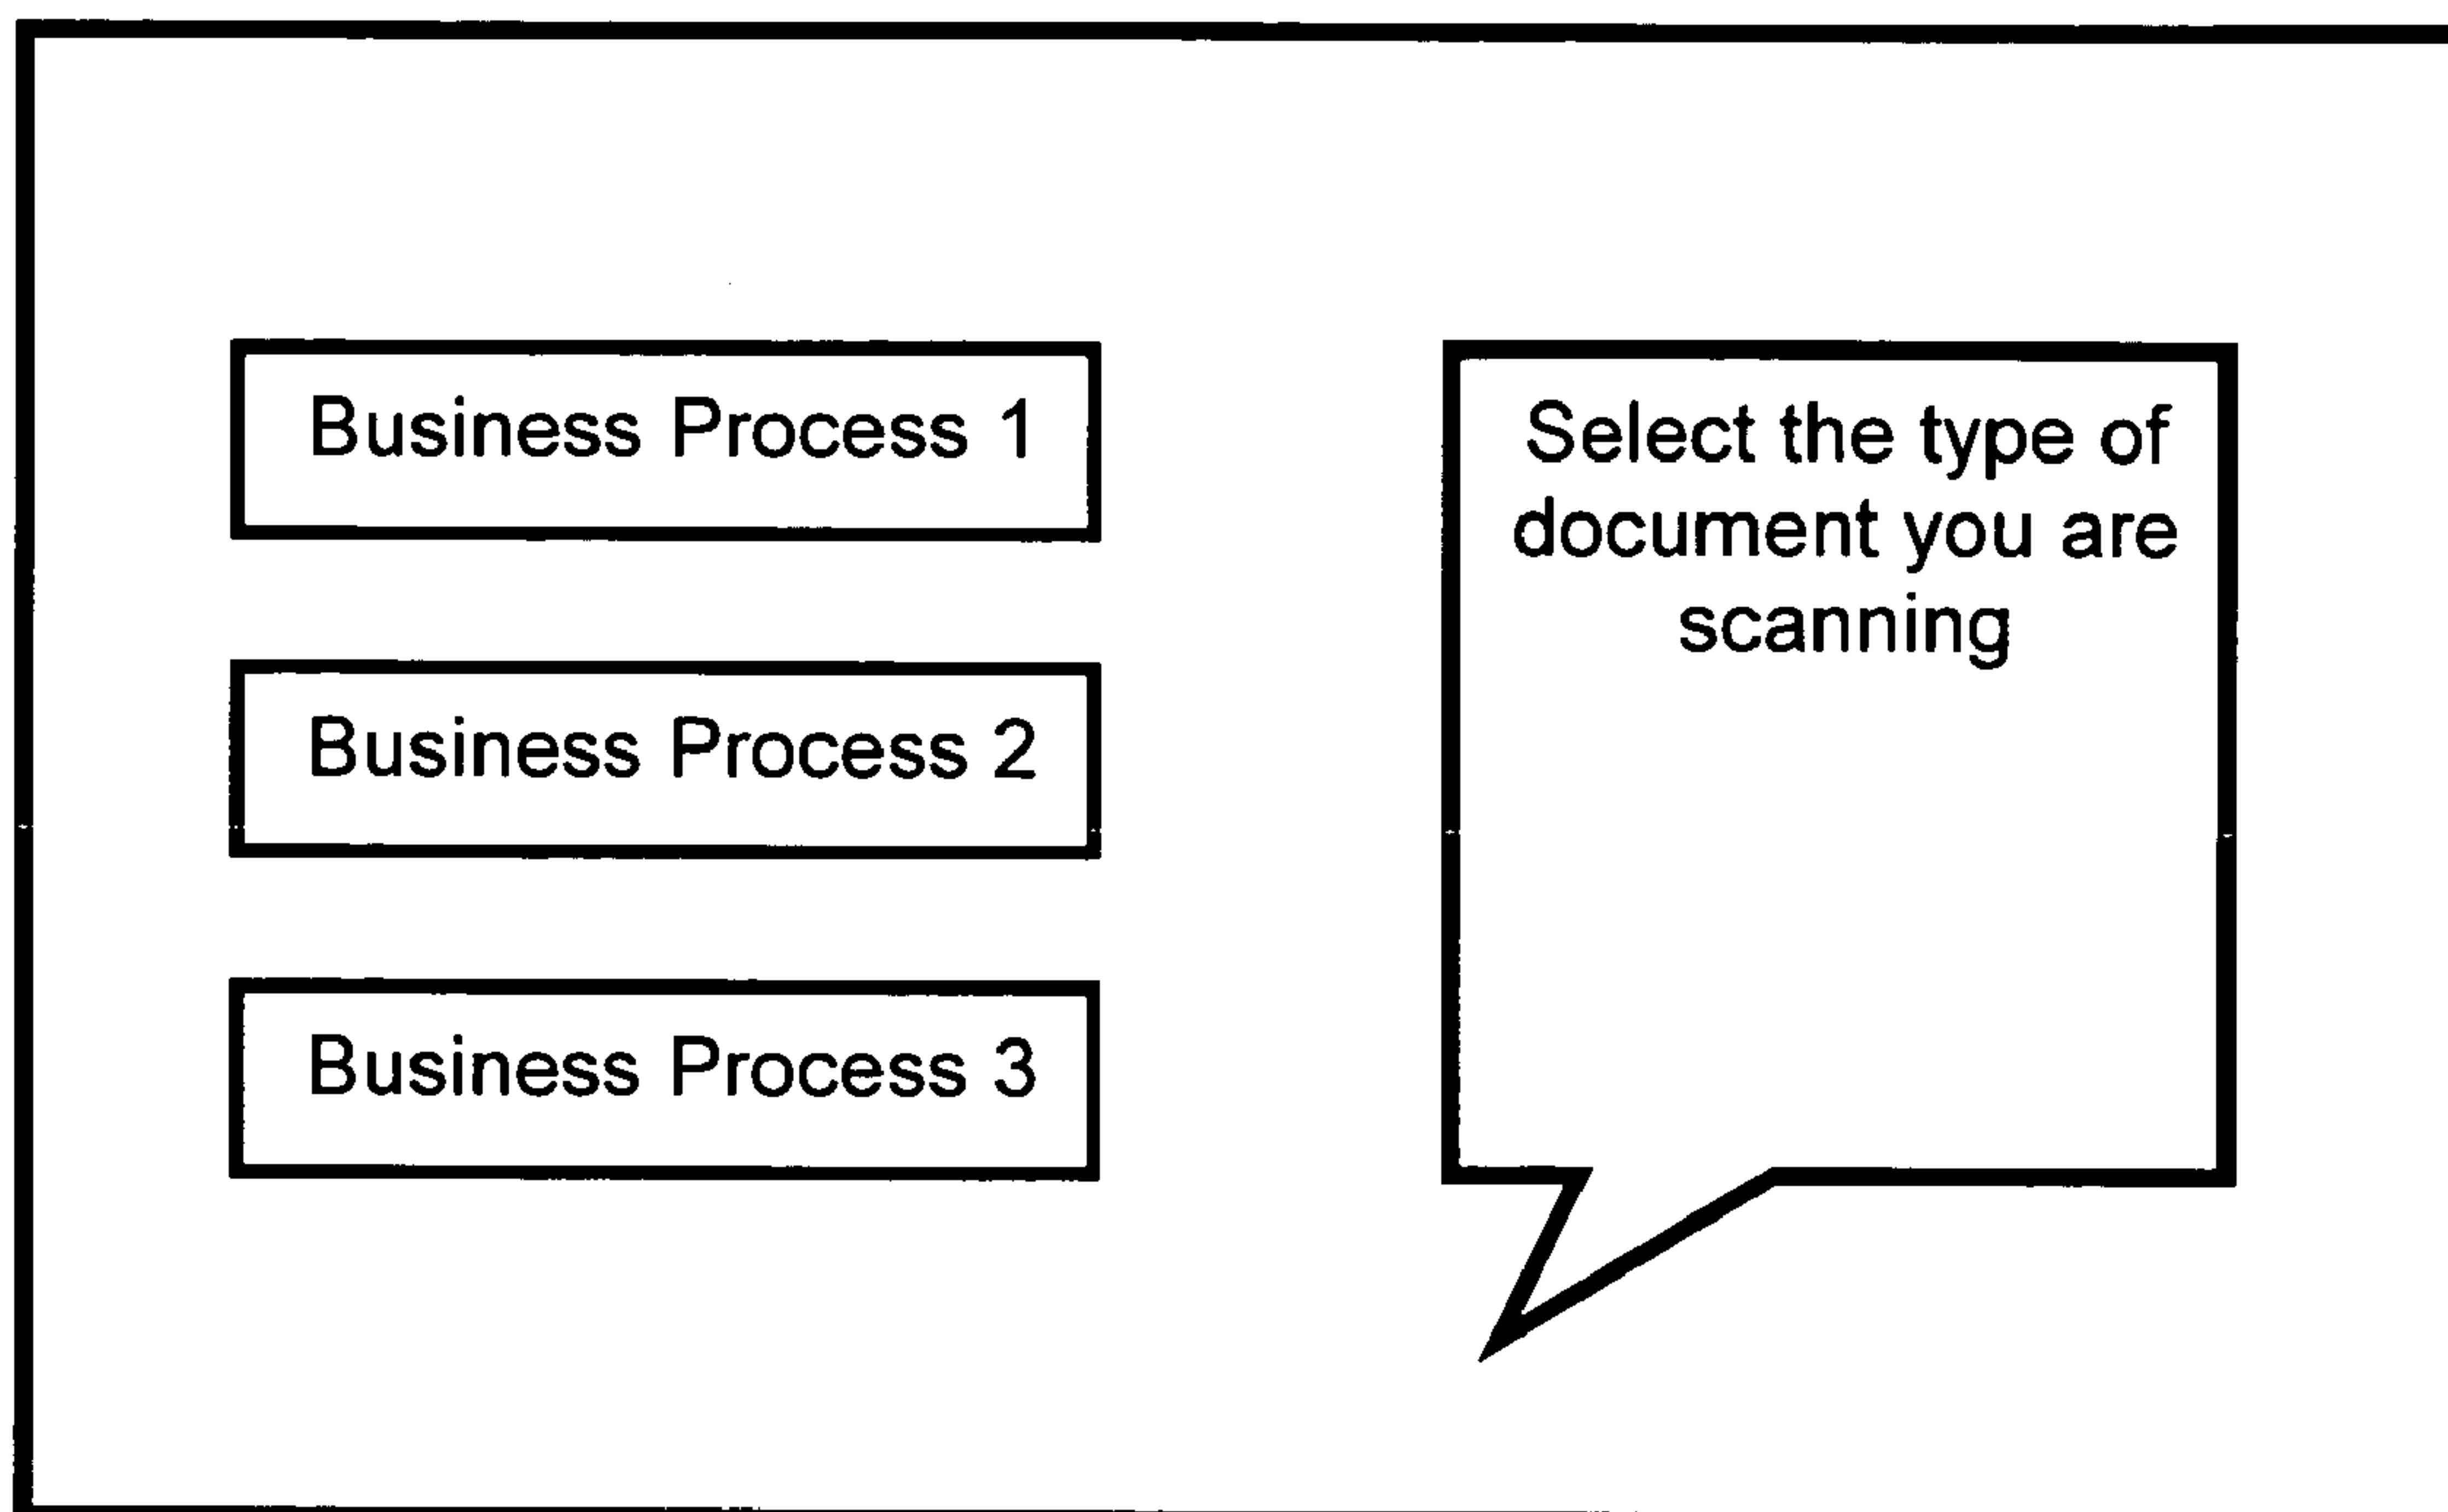 Business Process 1
Business Process 2
Business Process 3
Select the type of
document you are
scanning